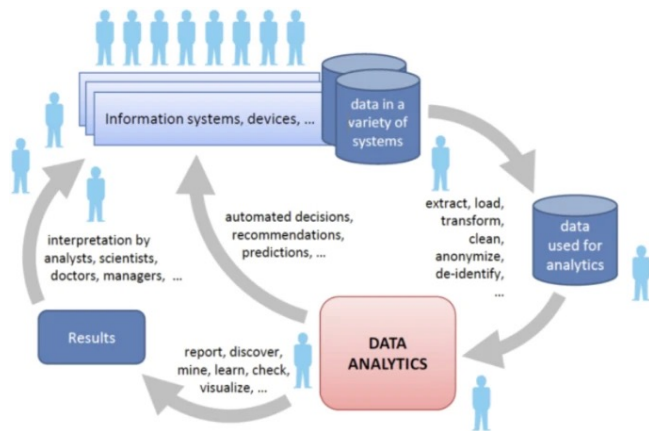 Information systems, devices, ...
data in a
variety of
systems
extract, load,
transform,
clean,
anonymize,
de-identify,
...
data
used for
analytics
automated decisions,
recommendations,
predictions, ...
interpretation by
analysts, scientists,
doctors, managers, ...
Results
report, discover,
mine, learn, check,
visualize, ...
DATA
ANALYTICS